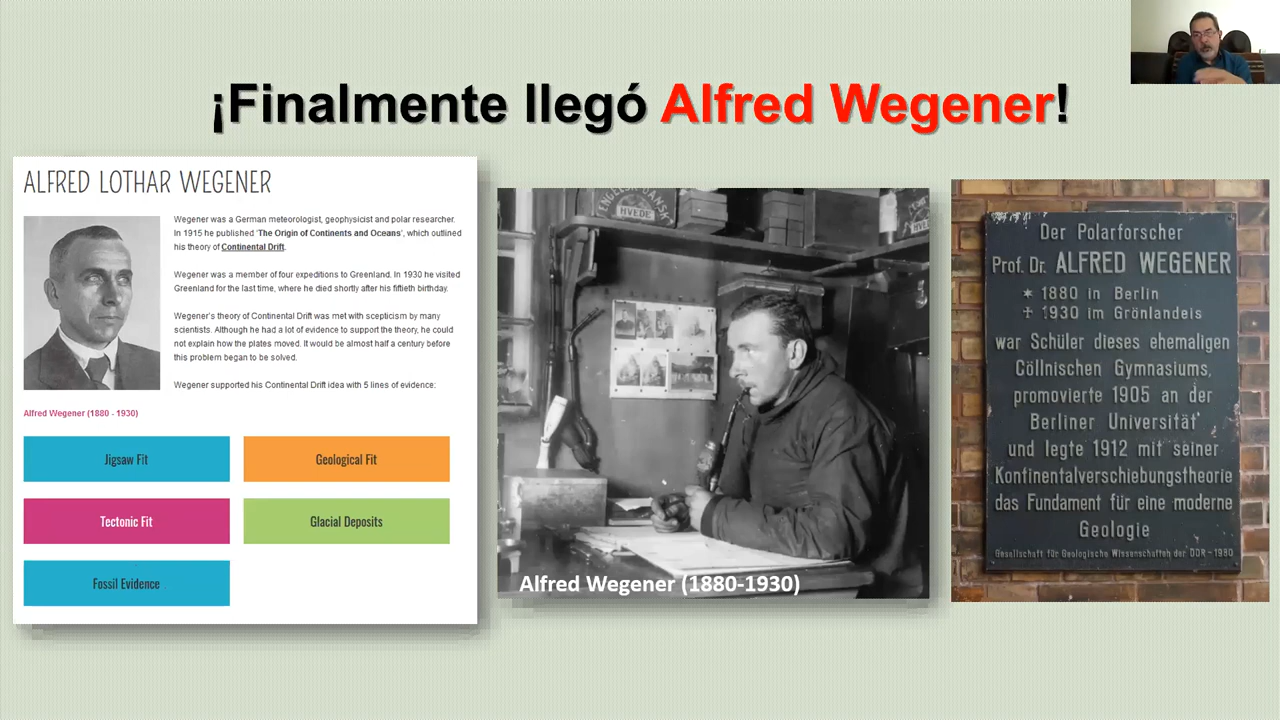 ¡Finalmente llegó Alfred Wegener!
ALFRED LOTHAR WEGENER
Wegener was a German meteorologist, geophysicist and polar researcher.
In 1915 he published 'The Origin of Continents and Oceans', which outlined
his theory of Continental Drift.
Wegener was a member of four expeditions to Greenland. In 1930 he visited
Greenland for the last time, where he died shortly after his fiftieth birthday.
Wegener's theory of Continental Drift was met with scepticism by many
scientists. Although he had a lot of evidence to support the theory, he could
not explain how the plates moved. It would be almost half a century before
this problem began to be solved.
Wegener supported his Continental Drift idea with 5 lines of evidence:
Alfred Wegener (1880 - 1930)
Jigsaw Fit
Geological Fit
Tectonic Fit
Glacial Deposits
Fossil Evidence
HVEDE
Alfred Wegener (1880-1930)
Der Polarforscher
Prof. Dr. ALFRED WEGENER
✶ 1880 in Berlin
✝ 1930 im Grönlandeis
war Schüler dieses ehemaligen
Cöllnischen Gymnasiums,
promovierte 1905 an der
Berliner Universität
und legte 1912 mit seiner
Kontinentalverschiebungstheorie
das Fundament für eine moderne
Geologie
Gesellschaft für Geologische Wissenschaften der DDR – 1980